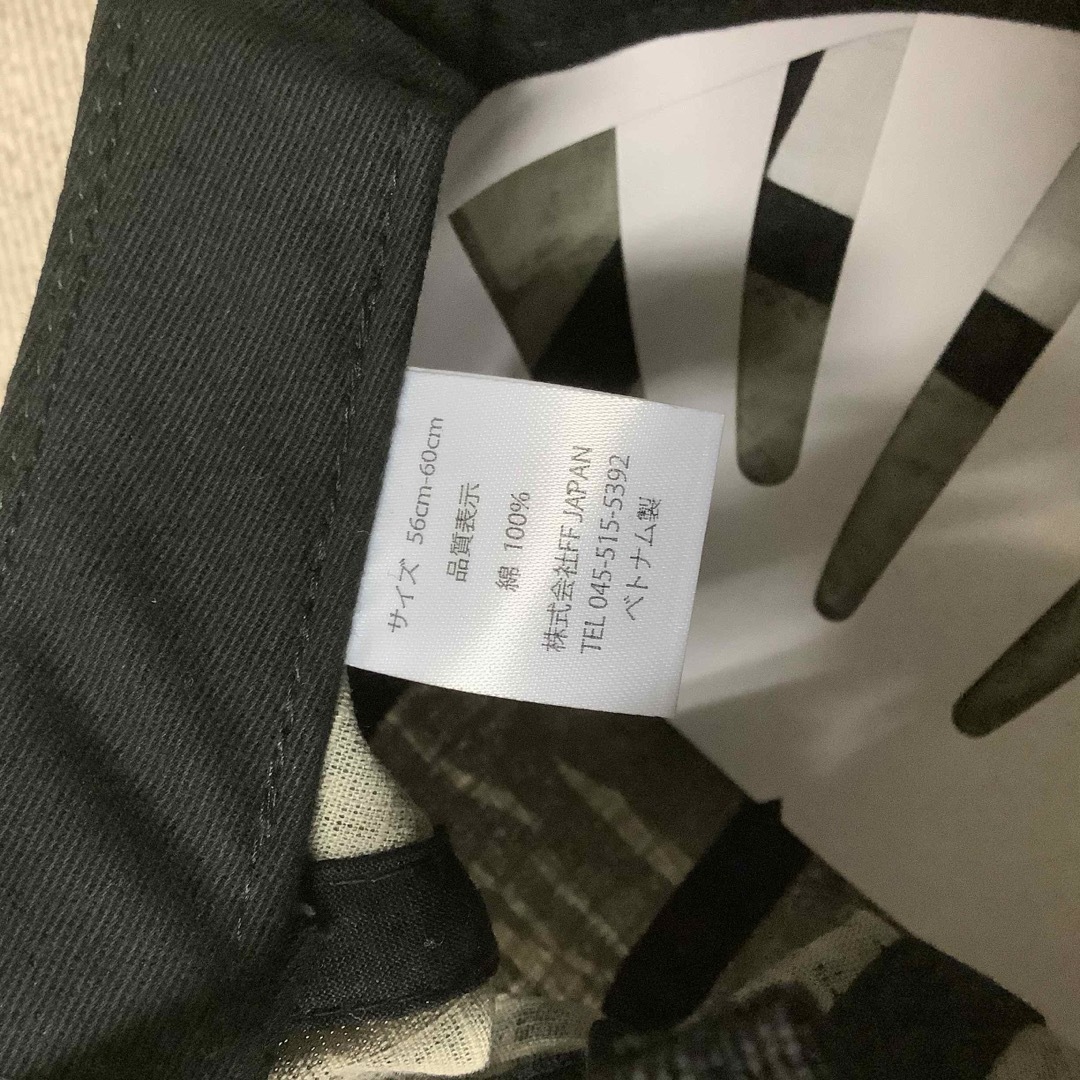 サイズ 56cm-60cm
品質表示
綿 100%
株式会社FF JAPAN
TEL 045-515-5392
ベトナム製